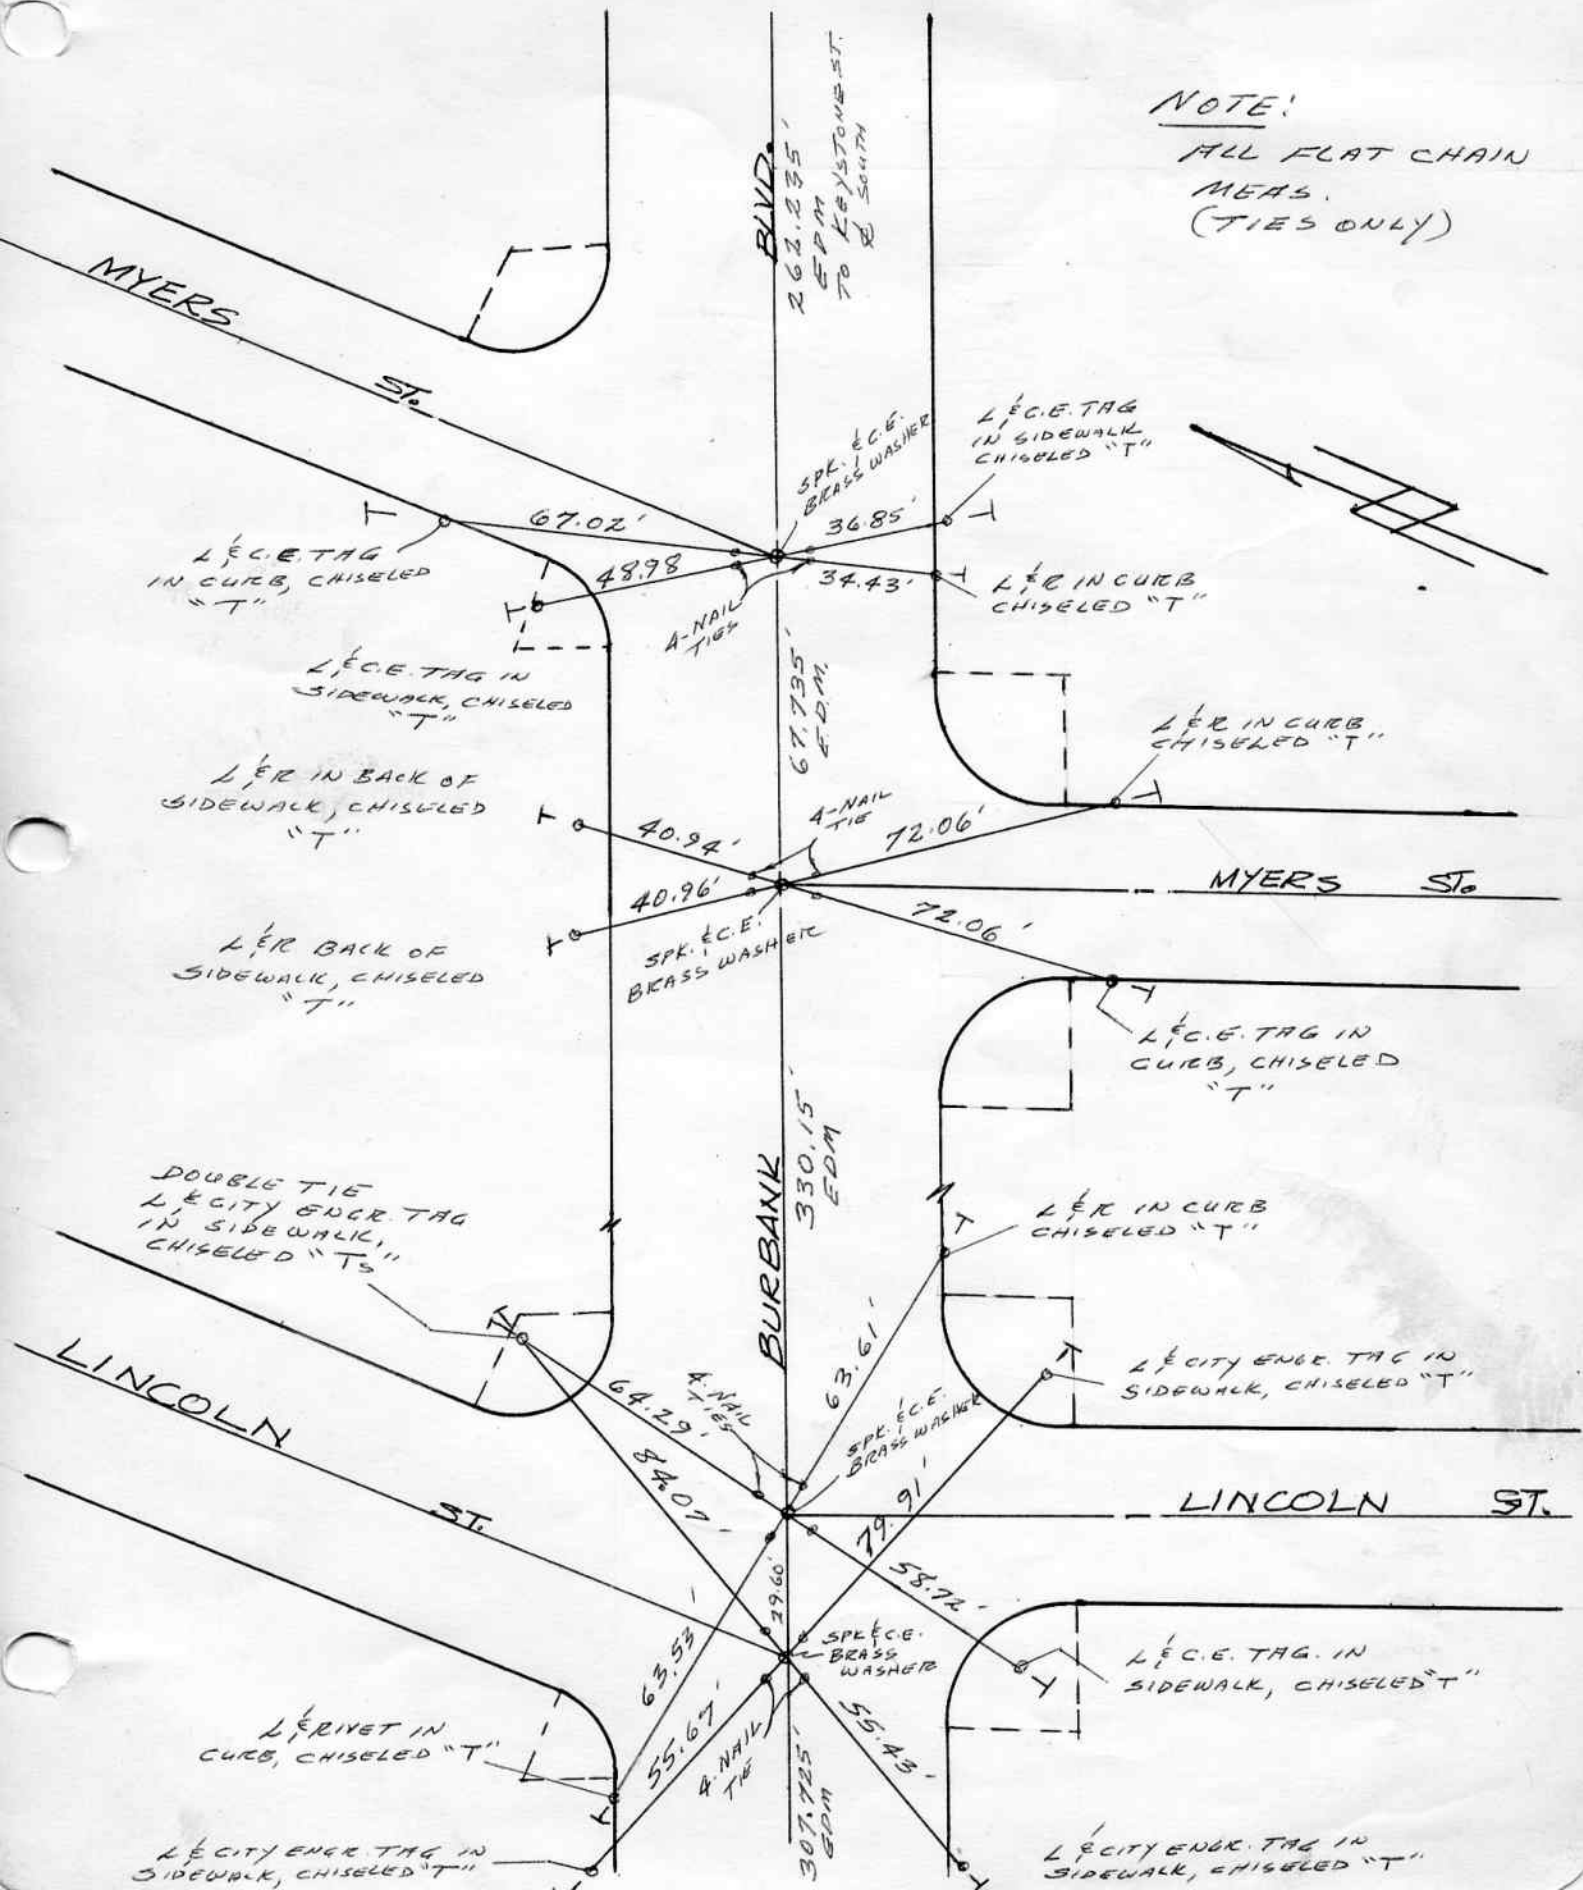 NOTE!
ALL FLAT CHAIN
MEAS.
(TIES ONLY)
BLVD.
262.235'
EDM
TO KEYSTONE ST.
℄ SOUTH
MYERS
ST.
SPK. & C.E.
BRASS WASHER
L & C.E. TAG
IN SIDEWALK
CHISELED "T"
T
67.02'
36.85'
T
L & C.E. TAG
IN CURB, CHISELED
"T"
48.98
34.43'
T
L & R IN CURB
CHISELED "T"
T
4-NAIL
TIES
L & C.E. TAG IN
SIDEWALK, CHISELED
"T"
67.735'
E.D.M.
L & R IN CURB
CHISELED "T"
L & R IN BACK OF
SIDEWALK, CHISELED
"T"
T
T
40.94'
4-NAIL
TIE
72.06'
40.96'
MYERS ST.
T
SPK. & C.E.
BRASS WASHER
72.06'
L & R BACK OF
SIDEWALK, CHISELED
"T"
T
L & C.E. TAG IN
CURB, CHISELED
"T"
330.15'
EDM
BURBANK
DOUBLE TIE
L & CITY ENGR. TAG
IN SIDEWALK,
CHISELED "Ts"
T
L & R IN CURB
CHISELED "T"
LINCOLN
ST.
T
64.29'
4-NAIL
TIES
63.61'
T
L & CITY ENGR. TAG IN
SIDEWALK, CHISELED "T"
SPK. & C.E.
BRASS WASHER
84.07'
79.91'
LINCOLN ST.
29.60'
58.72'
63.53'
SPK & C.E.
BRASS
WASHER
T
L & C.E. TAG. IN
SIDEWALK, CHISELED "T"
L & RIVET IN
CURB, CHISELED "T"
T
55.67'
4-NAIL
TIE
55.43'
307.725'
EDM
L & CITY ENGR. TAG IN
SIDEWALK, CHISELED "T"
T
T
L & CITY ENGR. TAG IN
SIDEWALK, CHISELED "T"